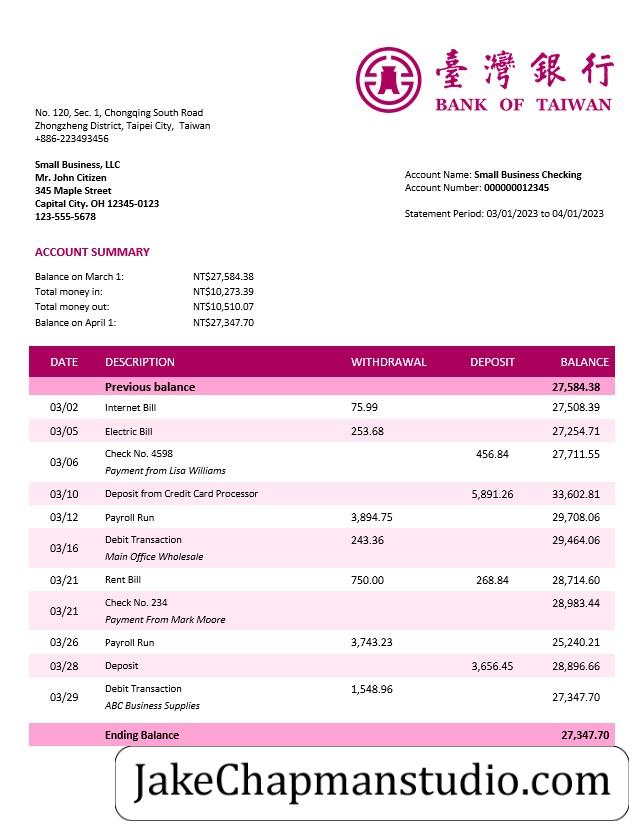 臺灣銀行
BANK OF TAIWAN
No. 120, Sec. 1, Chongqing South Road
Zhongzheng District, Taipei City, Taiwan
+886-223493456
Small Business, LLC
Mr. John Citizen
345 Maple Street
Capital City. OH 12345-0123
123-555-5678
Account Name: Small Business Checking
Account Number: 000000012345
Statement Period: 03/01/2023 to 04/01/2023
ACCOUNT SUMMARY
Balance on March 1: NT$27,584.38
Total money in: NT$10,273.39
Total money out: NT$10,510.07
Balance on April 1: NT$27,347.70
DATE DESCRIPTION WITHDRAWAL DEPOSIT BALANCE
Previous balance 27,584.38
03/02 Internet Bill 75.99 27,508.39
03/05 Electric Bill 253.68 27,254.71
03/06 Check No. 4598 456.84 27,711.55
Payment from Lisa Williams
03/10 Deposit from Credit Card Processor 5,891.26 33,602.81
03/12 Payroll Run 3,894.75 29,708.06
03/16 Debit Transaction 243.36 29,464.06
Main Office Wholesale
03/21 Rent Bill 750.00 268.84 28,714.60
03/21 Check No. 234 28,983.44
Payment From Mark Moore
03/26 Payroll Run 3,743.23 25,240.21
03/28 Deposit 3,656.45 28,896.66
03/29 Debit Transaction 1,548.96 27,347.70
ABC Business Supplies
Ending Balance 27,347.70
JakeChapmanstudio.com